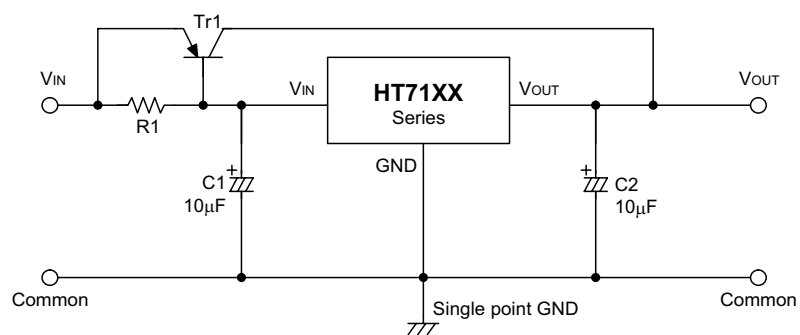 Tr1
VIN
R1
VIN
HT71XX
Series
VOUT
VOUT
GND
C1
10μF
C2
10μF
Common
Single point GND
Common